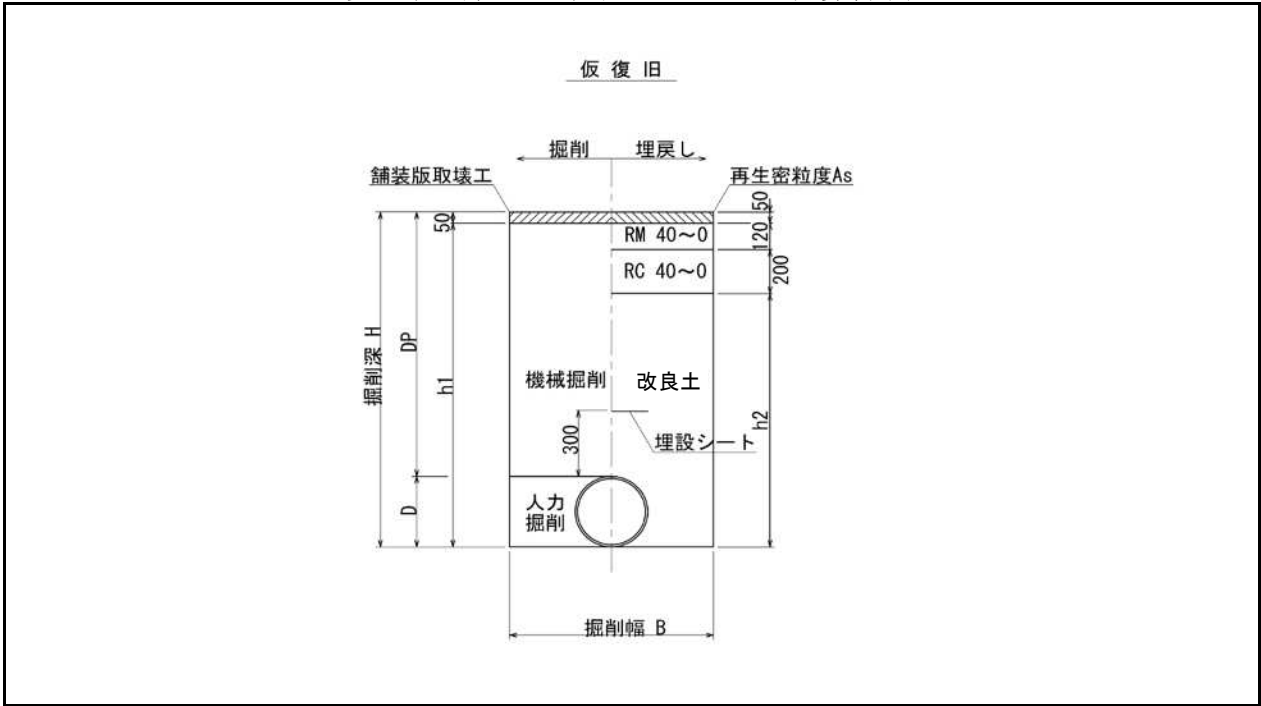 仮 復 旧
掘削
埋戻し
舗装版取壊工
再生密粒度As
50
50
RM 40～0
120
RC 40～0
200
掘削深 H
DP
h1
機械掘削
改良土
h2
300
埋設シート
D
人力
掘削
掘削幅 B